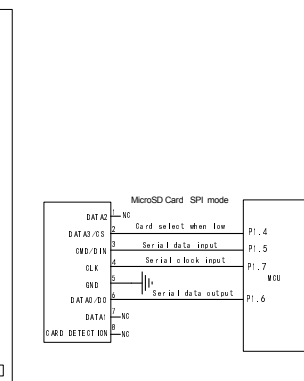 MicroSD Card SPI mode
DATA2 1 NC
DATA3/CS 2 Card select when low P1.4
CMD/DIN 3 Serial data input P1.5
CLK 4 Serial clock input P1.7
MCU
GND 5
DATA0/DO 6 Serial data output P1.6
DATA1 7 NC
CARD DETECTION 8 NC